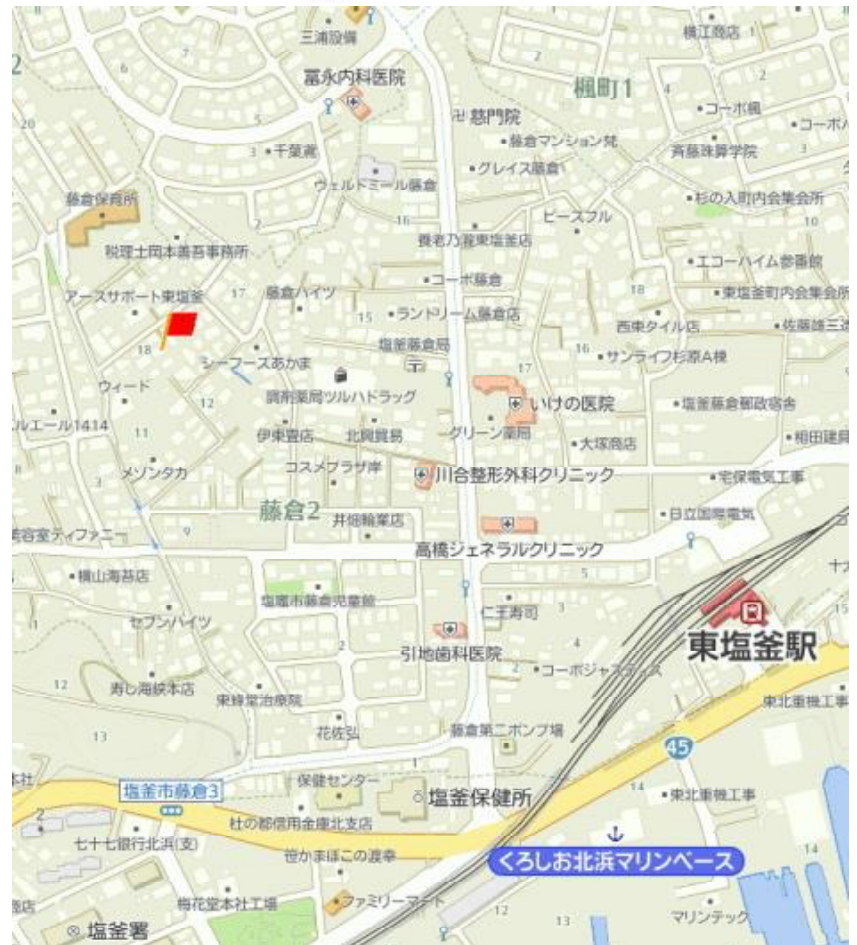 三浦設備
横江商店
冨永内科医院
楓町1
コーポ楓
慈門院
藤倉マンション梵
千葉鳶
斉藤珠算学院
グレイス藤倉
ヴェルドミール藤倉
藤倉保育所
杉の入町内会集会所
ピースフル
税理士岡本善吾事務所
養老乃瀧東塩釜店
エコーハイム参番館
コーポ藤倉
アースサポート東塩釜
藤倉ハイツ
東塩釜町内会集会所
ランドリーム藤倉店
西東タイル店
佐藤雄三造
塩釜藤倉局
サンライフ杉原A棟
シーフーズあかま
ウィード
調剤薬局ツルハドラッグ
いけの医院
塩釜藤倉郵政宿舎
ルエール1414
伊東畳店
北興貿易
グリーン薬局
大塚商店
相田建具
メゾンタカ
コスメプラザ岸
川合整形外科クリニック
宅保電気工事
藤倉2
井畑輪業店
日立国際電気
美容室ティファニー
高橋ジェネラルクリニック
横山海苔店
塩竈市藤倉児童館
セブンハイツ
仁王寿司
東塩釜駅
引地歯科医院
コーポジャスティス
寿し海峡本店
東蜂堂治療院
東北重機工事
花佐弘
藤倉第二ポンプ場
45
保健センター
塩釜市藤倉3
塩釜保健所
東北重機工事
杜の都信用金庫北支店
七十七銀行北浜(支)
笹かまぼこの渡幸
くろしお北浜マリンベース
梅花堂本社工場
ファミリーマート
マリンテック
塩釜署